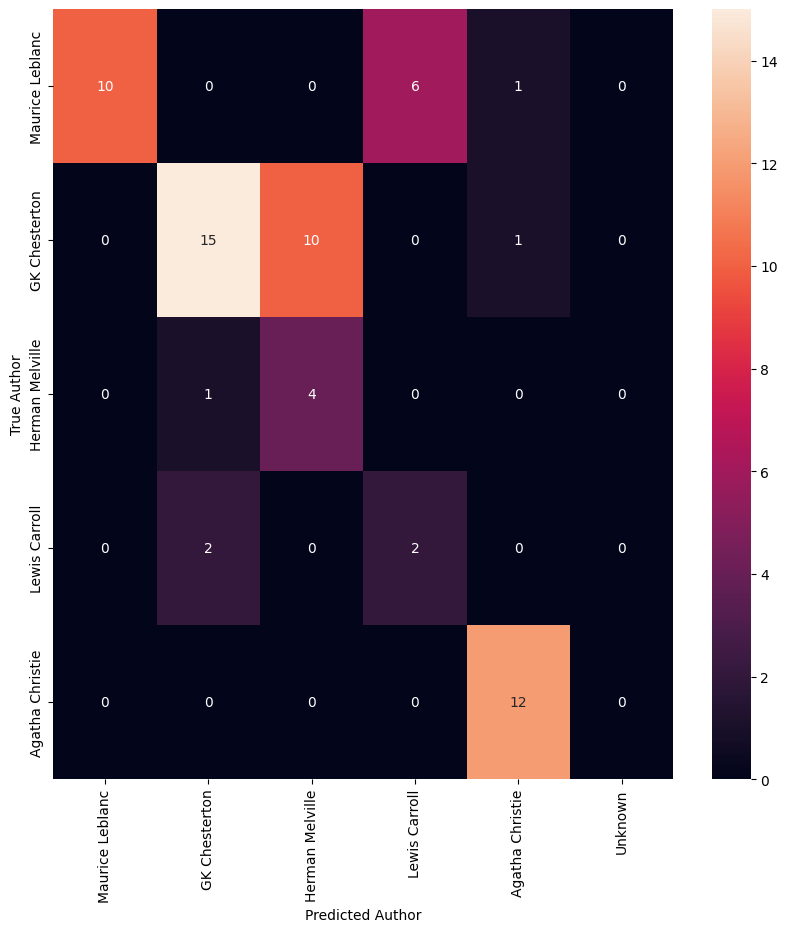 True Author
Maurice Leblanc
10 0 0 6 1 0
GK Chesterton
0 15 10 0 1 0
Herman Melville
0 1 4 0 0 0
Lewis Carroll
0 2 0 2 0 0
Agatha Christie
0 0 0 0 12 0
Maurice Leblanc
GK Chesterton
Herman Melville
Lewis Carroll
Agatha Christie
Unknown
Predicted Author
14
12
10
8
6
4
2
0